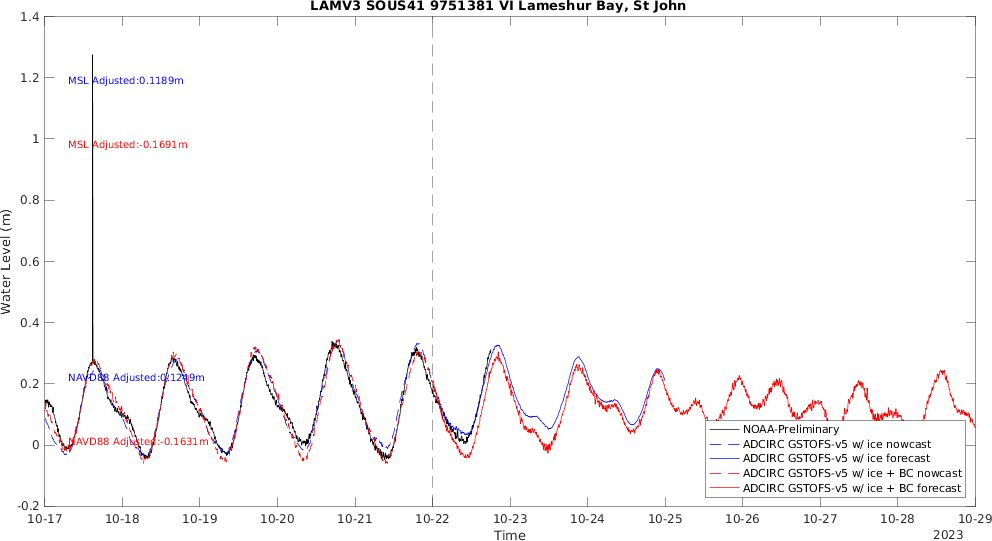 LAMV3 SOUS41 9751381 VI Lameshur Bay, St John
1.4
1.2
1
0.8
0.6
0.4
0.2
0
-0.2
Water Level (m)
MSL Adjusted:0.1189m
MSL Adjusted:-0.1691m
NAVD88 Adjusted:0.1249m
NAVD88 Adjusted:-0.1631m
NOAA-Preliminary
ADCIRC GSTOFS-v5 w/ ice nowcast
ADCIRC GSTOFS-v5 w/ ice forecast
ADCIRC GSTOFS-v5 w/ ice + BC nowcast
ADCIRC GSTOFS-v5 w/ ice + BC forecast
10-17 10-18 10-19 10-20 10-21 10-22 10-23 10-24 10-25 10-26 10-27 10-28 10-29
Time
2023